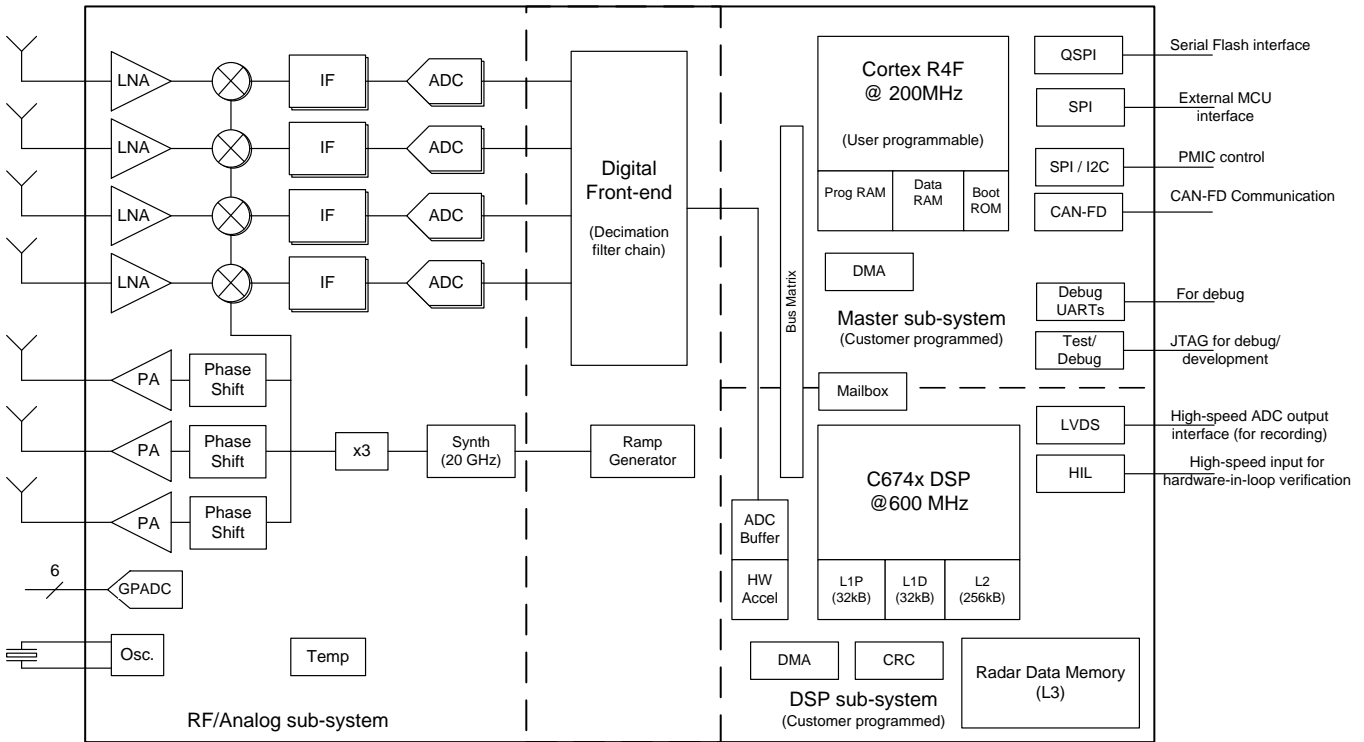 LNA
IF
ADC
LNA
IF
ADC
LNA
IF
ADC
LNA
IF
ADC
PA
Phase
Shift
PA
Phase
Shift
PA
Phase
Shift
x3
Synth
(20 GHz)
Ramp
Generator
6
GPADC
Osc.
Temp
RF/Analog sub-system
Digital
Front-end
(Decimation
filter chain)
Bus Matrix
Cortex R4F
@ 200MHz
(User programmable)
Prog RAM
Data
RAM
Boot
ROM
DMA
Master sub-system
(Customer programmed)
Mailbox
QSPI
Serial Flash interface
SPI
External MCU
interface
SPI / I2C
PMIC control
CAN-FD
CAN-FD Communication
Debug
UARTs
For debug
Test/
Debug
JTAG for debug/
development
LVDS
High-speed ADC output
interface (for recording)
HIL
High-speed input for
hardware-in-loop verification
C674x DSP
@600 MHz
L1P
(32kB)
L1D
(32kB)
L2
(256kB)
ADC
Buffer
HW
Accel
DMA
CRC
Radar Data Memory
(L3)
DSP sub-system
(Customer programmed)